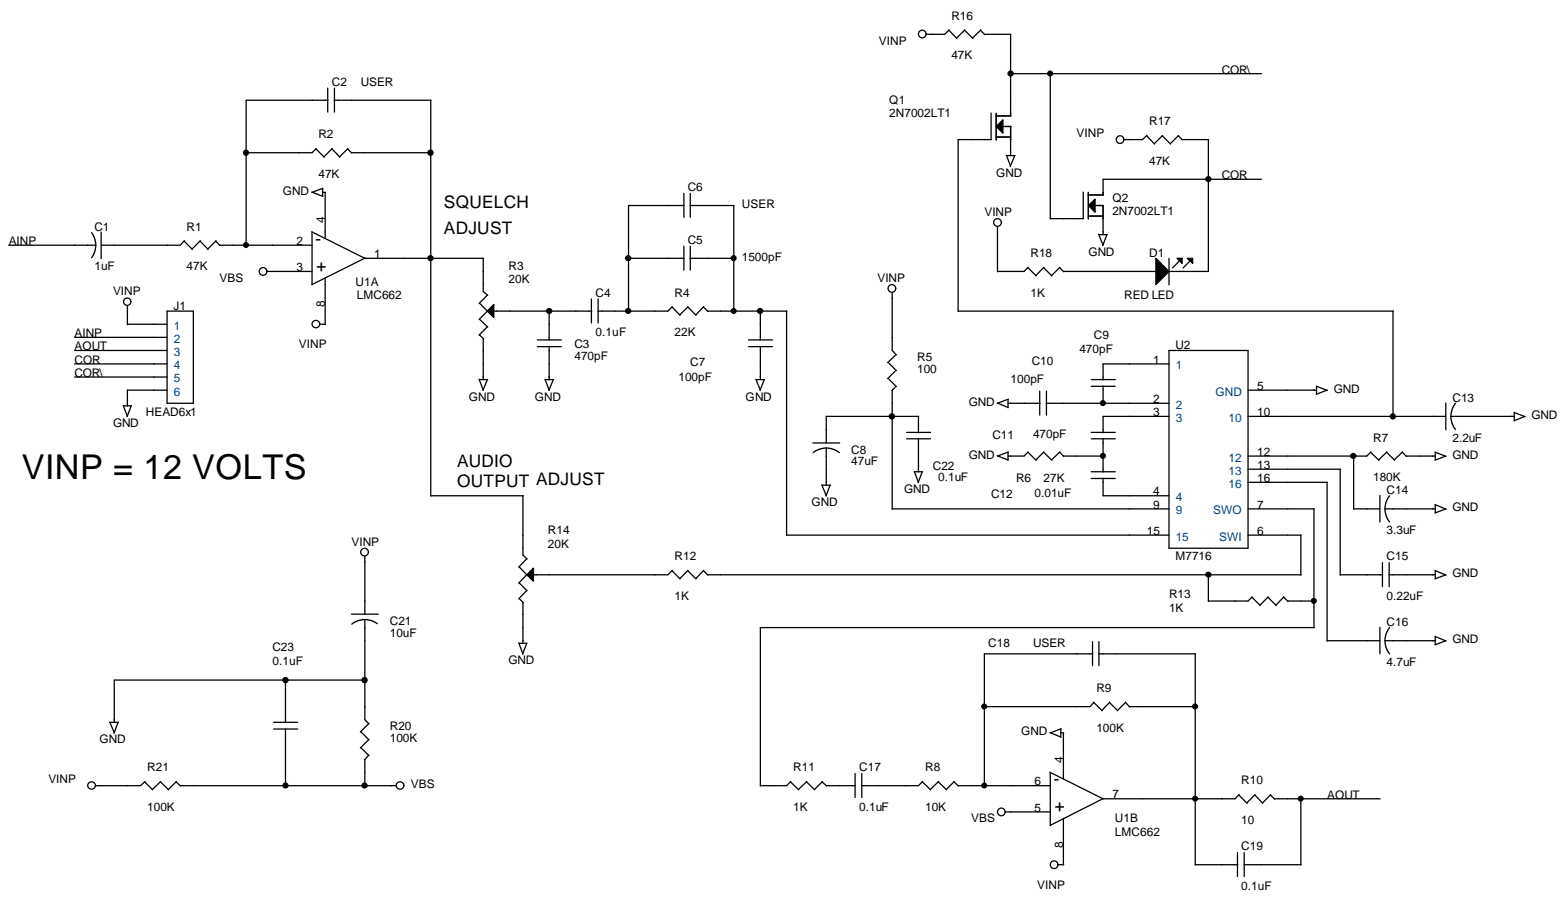 R16
VINP
47K
COR\
Q1
2N7002LT1
GND
R17
VINP
47K
COR
Q2
2N7002LT1
VINP
GND
R18
D1
1K
RED LED
C2 USER
R2
47K
GND
4
AINP
C1
1uF
R1
47K
2
-
3
+
1
VBS
8
U1A
LMC662
VINP
SQUELCH
ADJUST
R3
20K
GND
C3
470pF
GND
C4
0.1uF
C6
USER
C5
1500pF
R4
22K
C7
100pF
GND
VINP
J1
AINP
AOUT
COR
COR\
1
2
3
4
5
6
GND
HEAD6x1
VINP = 12 VOLTS
AUDIO
OUTPUT ADJUST
R14
20K
GND
R12
1K
VINP
R5
100
C8
47uF
GND
C22
0.1uF
GND
C9
470pF
C10
100pF
GND
C11 470pF
GND
R6 27K
C12 0.01uF
U2
1 1
2 2
3 3
4 4
9 9
15 15
GND 5
10 10
12 12
13 13
16 16
SWO 7
SWI 6
M7716
GND
C13
GND
2.2uF
R7
GND
180K
C14
GND
3.3uF
C15
GND
0.22uF
C16
GND
4.7uF
R13
1K
VINP
C21
10uF
C23
0.1uF
GND
R20
100K
VINP
R21
100K
VBS
C18 USER
R9
100K
GND
4
R11
1K
C17
0.1uF
R8
10K
6
-
5
+
7
VBS
8
U1B
LMC662
VINP
R10
10
AOUT
C19
0.1uF